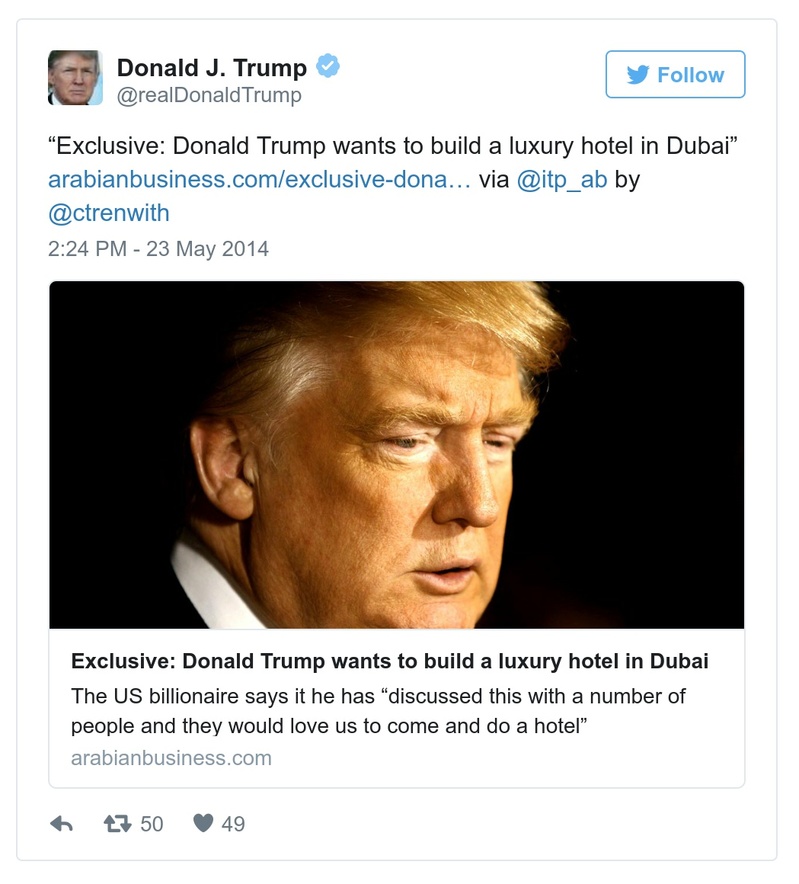 Donald J. Trump
@realDonaldTrump
Follow
“Exclusive: Donald Trump wants to build a luxury hotel in Dubai”
arabianbusiness.com/exclusive-dona… via @itp_ab by
@ctrenwith
2:24 PM - 23 May 2014
Exclusive: Donald Trump wants to build a luxury hotel in Dubai
The US billionaire says it he has “discussed this with a number of
people and they would love us to come and do a hotel”
arabianbusiness.com
50 49